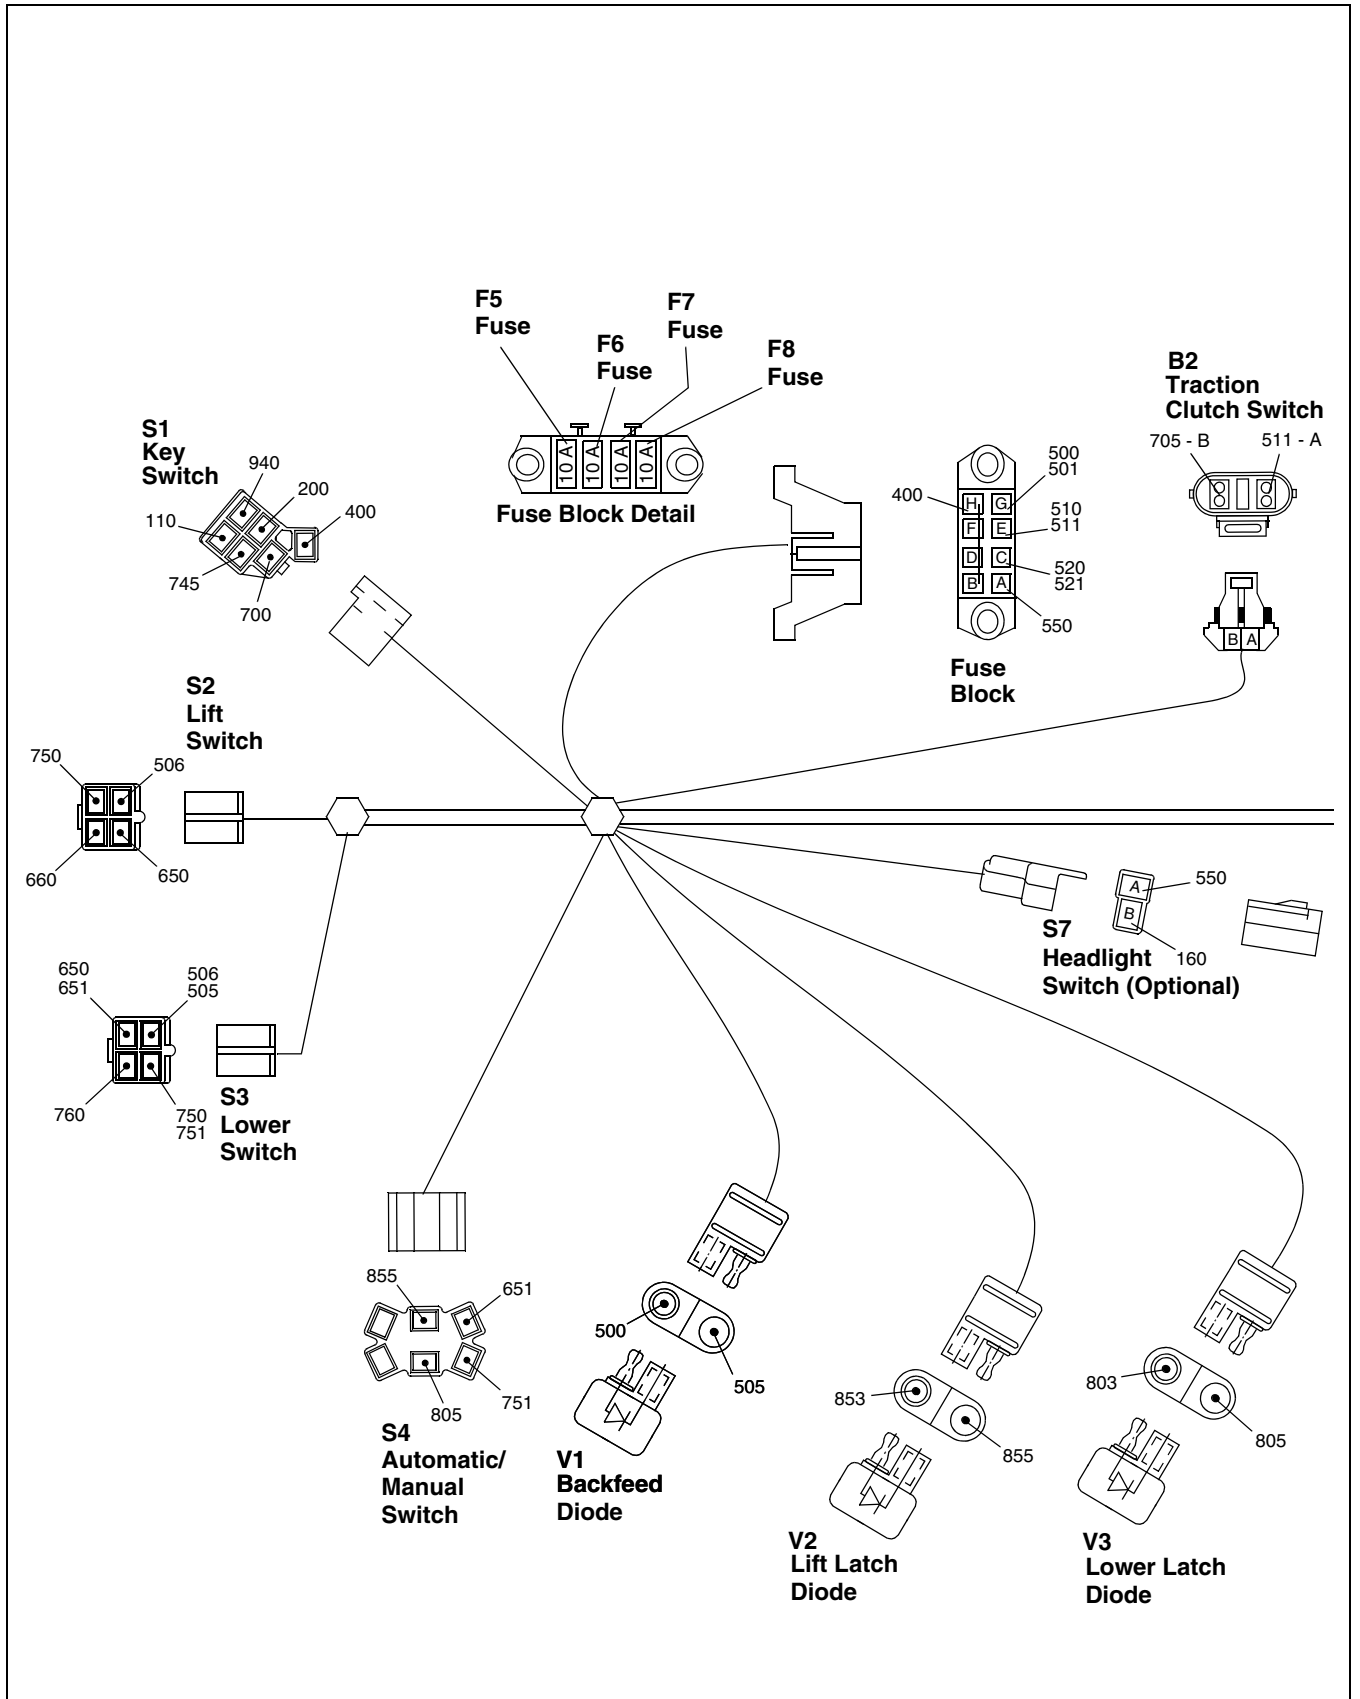 F5
Fuse
F7
Fuse
F6
Fuse
F8
Fuse
10 A
10 A
10 A
10 A
Fuse Block Detail
B2
Traction
Clutch Switch
705 - B
511 - A
B A
S1
Key
Switch
940
200
400
110
745
700
500
501
400
510
511
520
521
550
H G
F E
D C
B A
Fuse
Block
S2
Lift
Switch
750
506
660
650
A
550
B
160
S7
Headlight
Switch (Optional)
650
651
506
505
760
750
751
S3
Lower
Switch
855
651
805
751
S4
Automatic/
Manual
Switch
500
505
V1
Backfeed
Diode
853
855
V2
Lift Latch
Diode
803
805
V3
Lower Latch
Diode